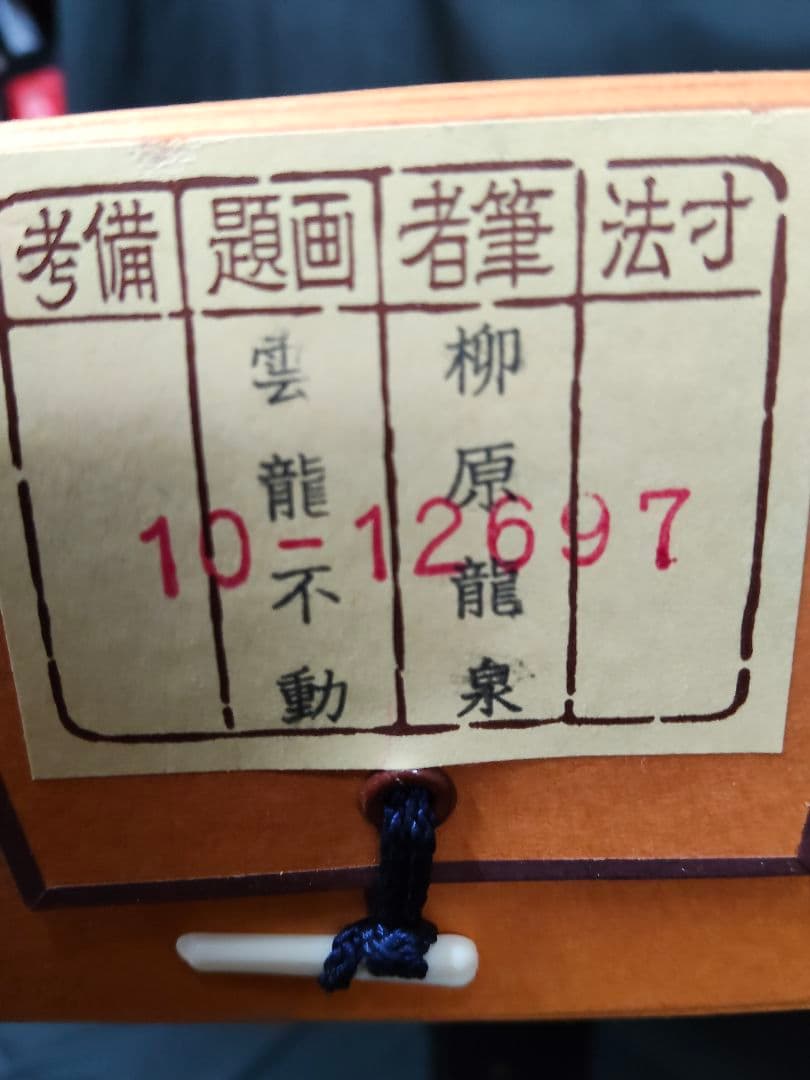 寸法
筆者
柳原龍泉
画題
雲龍不動
備考
10-12697